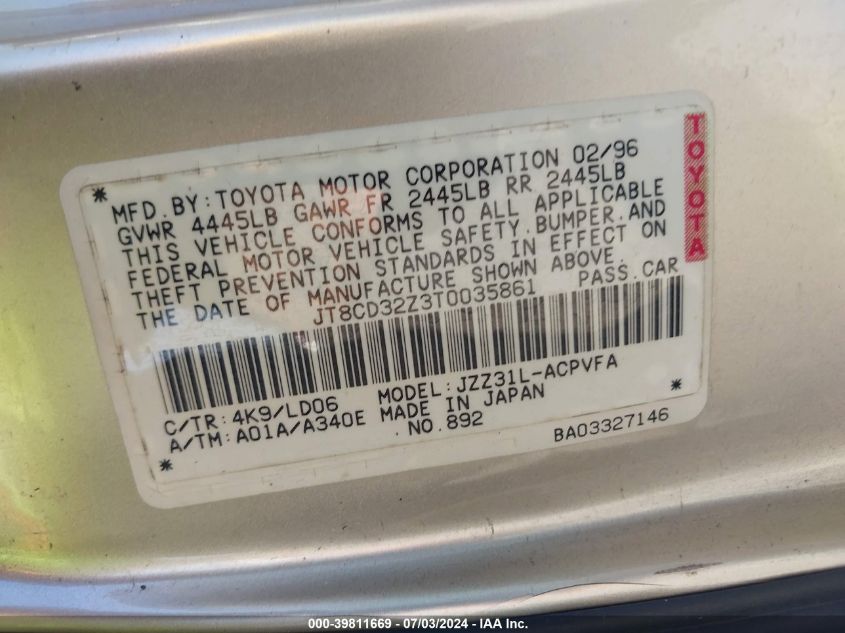 MFD. BY: TOYOTA MOTOR CORPORATION 02/96
GVWR 4445LB GAWR FR 2445LB RR 2445LB
THIS VEHICLE CONFORMS TO ALL APPLICABLE
FEDERAL MOTOR VEHICLE SAFETY. BUMPER. AND
THEFT PREVENTION STANDARDS IN EFFECT ON
THE DATE OF MANUFACTURE SHOWN ABOVE.
JT8CD32Z3T0035861 PASS. CAR
TOYOTA
C/TR: 4K9/LD06 MODEL: JZZ31L-ACPVFA
A/TM: A01A/A340E MADE IN JAPAN
NO. 892 BA03327146
000-39811669 / 07/03/2024 - IAA Inc.